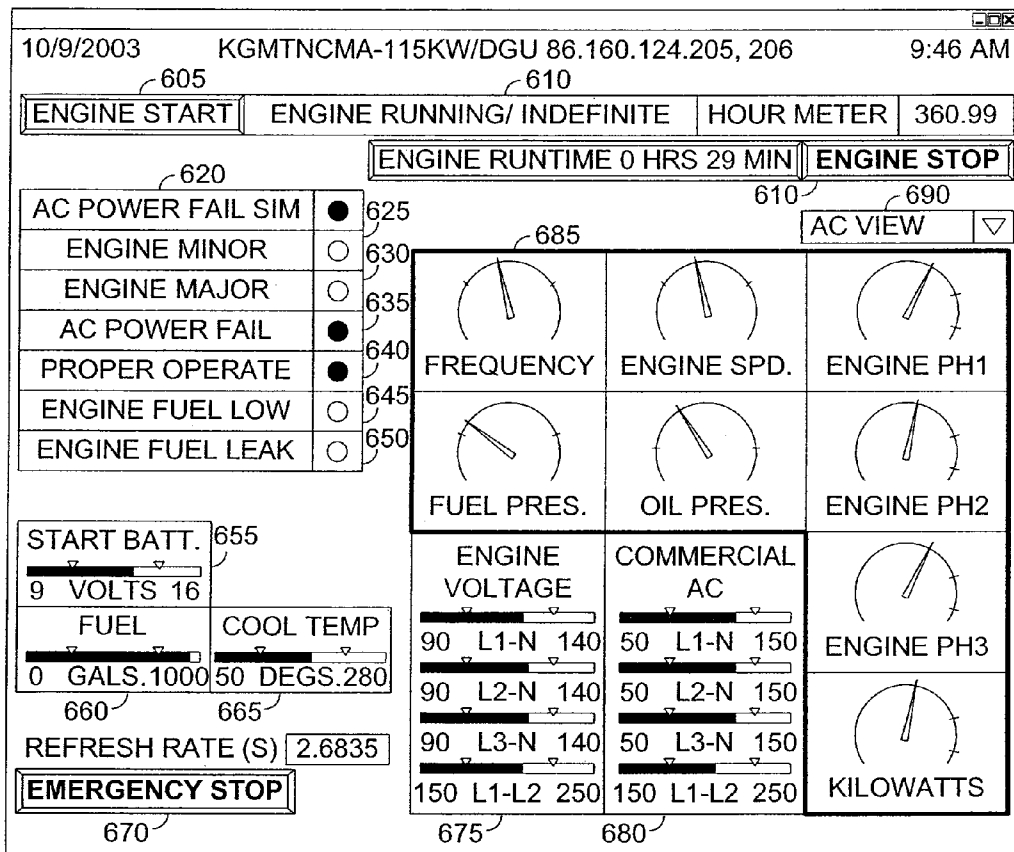 10/9/2003 KGMTNCMA-115KW/DGU 86.160.124.205, 206 9:46 AM
605 610
ENGINE START ENGINE RUNNING/ INDEFINITE HOUR METER 360.99
ENGINE RUNTIME 0 HRS 29 MIN ENGINE STOP
620 610 690
AC VIEW
AC POWER FAIL SIM 625
ENGINE MINOR 630
ENGINE MAJOR 635
AC POWER FAIL 640
PROPER OPERATE
ENGINE FUEL LOW 645
ENGINE FUEL LEAK 650
685
FREQUENCY ENGINE SPD. ENGINE PH1
FUEL PRES. OIL PRES. ENGINE PH2
START BATT. 655
9 VOLTS 16
FUEL COOL TEMP
0 GALS. 1000 50 DEGS. 280
660 665
REFRESH RATE (S) 2.6835
EMERGENCY STOP
670
ENGINE VOLTAGE
90 L1-N 140
90 L2-N 140
90 L3-N 140
150 L1-L2 250
675
COMMERCIAL AC
50 L1-N 150
50 L2-N 150
50 L3-N 150
150 L1-L2 250
680
ENGINE PH3
KILOWATTS